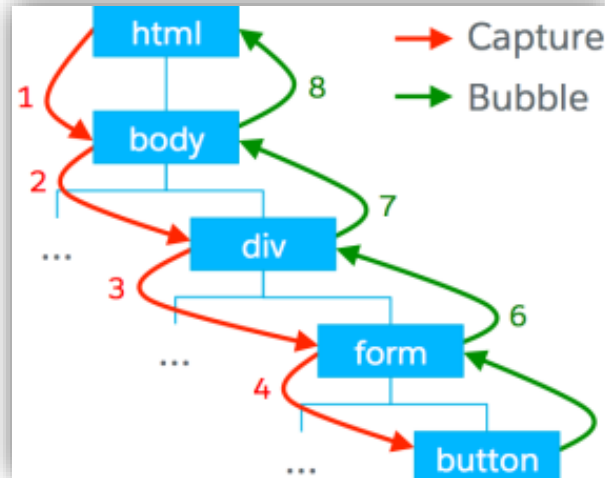 html
Capture
1
8
Bubble
body
2
7
...
div
3
6
...
form
4
...
button